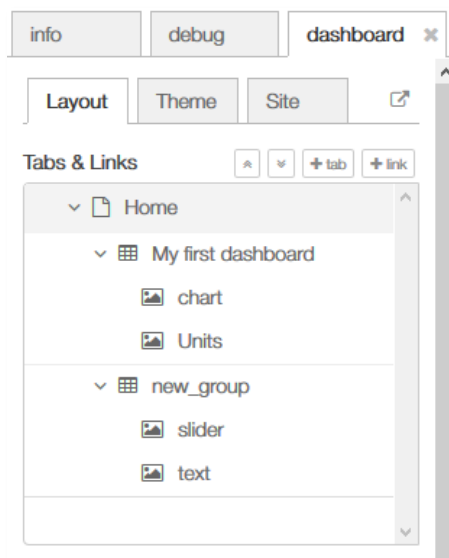 info debug dashboard
Layout Theme Site
Tabs & Links + tab + link
Home
My first dashboard
chart
Units
new_group
slider
text